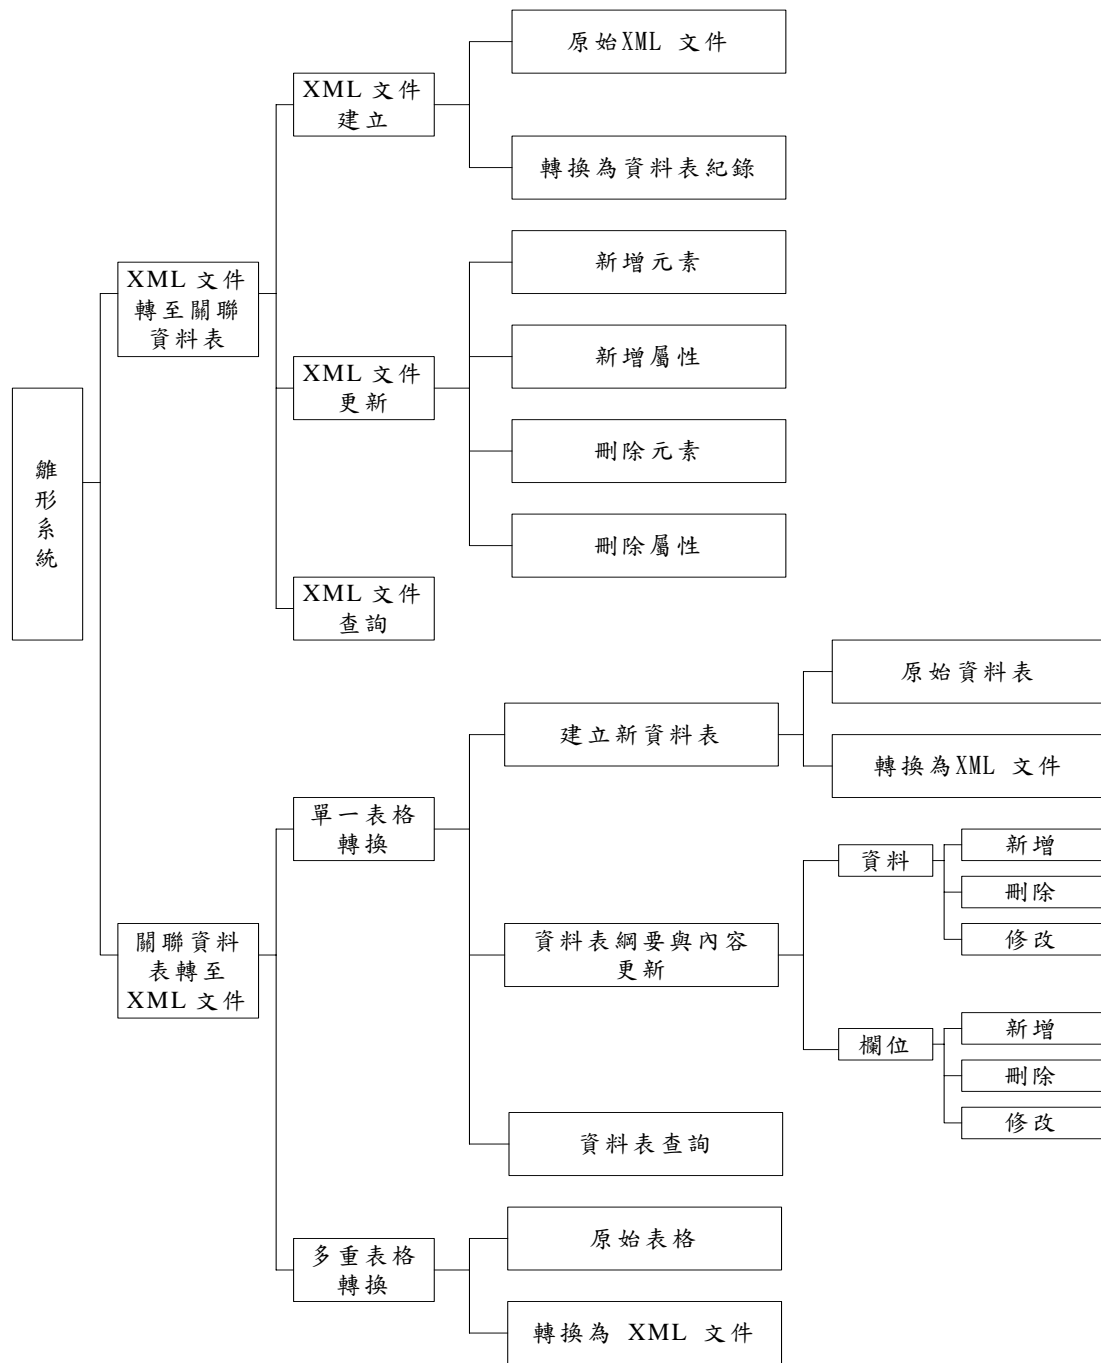 原始XML 文件
XML 文件
建立
轉換為資料表紀錄
新增元素
XML 文件
轉至關聯
資料表
新增屬性
XML 文件
更新
刪除元素
雛
形
系
統
刪除屬性
XML 文件
查詢
原始資料表
建立新資料表
轉換為XML 文件
單一表格
轉換
資料
新增
刪除
修改
關聯資料
表轉至
XML 文件
資料表綱要與內容
更新
欄位
新增
刪除
修改
資料表查詢
原始表格
多重表格
轉換
轉換為 XML 文件